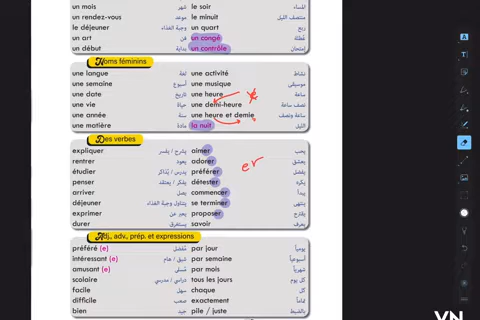 un mois شهر le soir المساء
un rendez-vous موعد le minuit منتصف الليل
le déjeuner وجبة الغداء un quart ربع
un art فن un congé عطلة
un début بداية un contrôle إمتحان
Noms féminins
une langue لغة une activité نشاط
une semaine أسبوع une musique موسيقى
une date تاريخ une heure ساعة
une vie حياة une demi-heure نصف ساعة
une année سنة une heure et demie ساعة ونصف
une matière مادة la nuit الليل
Des verbes
expliquer يشرح / يفسر aimer يحب
rentrer يعود adorer يعشق
étudier يدرس / يذاكر préférer يفضل
penser يفكر / يعتقد détester يكره
arriver يصل commencer يبدأ
déjeuner يتناول وجبة الغداء se terminer ينتهى
exprimer يعبر عن proposer يقترح
durer يستغرق savoir يعرف
er
Adj, adv, prép. et expressions
préféré (e) مُفضل par jour يومياً
intéressant (e) شيق / هام par semaine أسبوعياً
amusant (e) مُسلى par mois شهرياً
scolaire دراسي / مدرسي tous les jours كل يوم
facile سهل chaque كل
difficile صعب exactement تماماً
bien جيد pile / juste بالضبط
VN